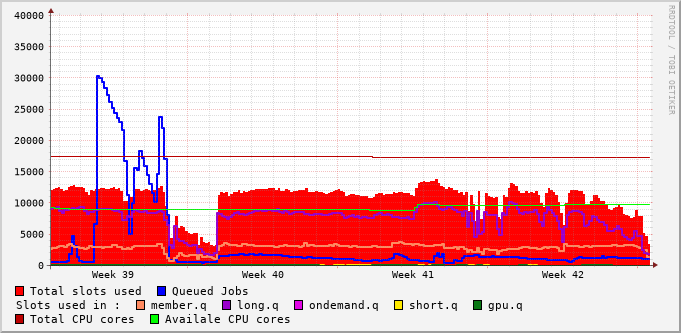 40000
35000
30000
25000
20000
15000
10000
5000
0
Week 39 Week 40 Week 41 Week 42
RRDTOOL / TOBI OETIKER
Total slots used Queued Jobs
Slots used in : member.q long.q ondemand.q short.q gpu.q
Total CPU cores Availale CPU cores